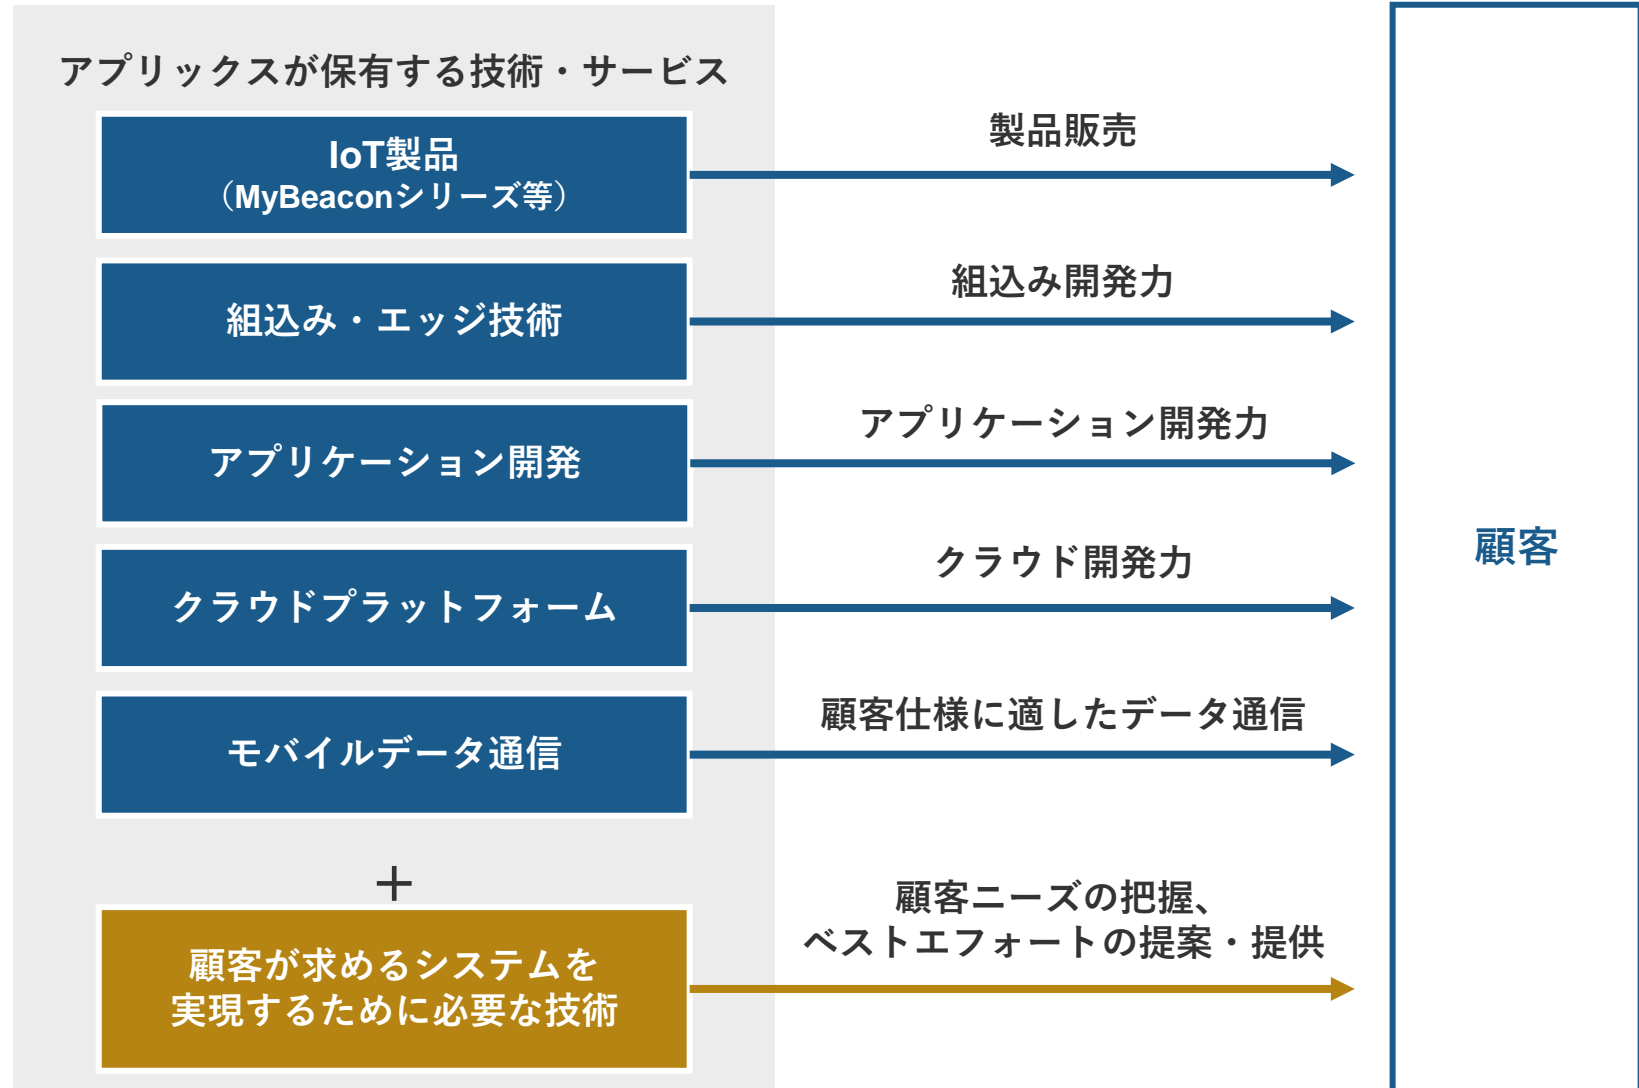 アプリックスが保有する技術・サービス
IoT製品
（MyBeaconシリーズ等）
製品販売
組込み・エッジ技術
組込み開発力
アプリケーション開発
アプリケーション開発力
クラウドプラットフォーム
クラウド開発力
モバイルデータ通信
顧客仕様に適したデータ通信
＋
顧客が求めるシステムを
実現するために必要な技術
顧客ニーズの把握、
ベストエフォートの提案・提供
顧客